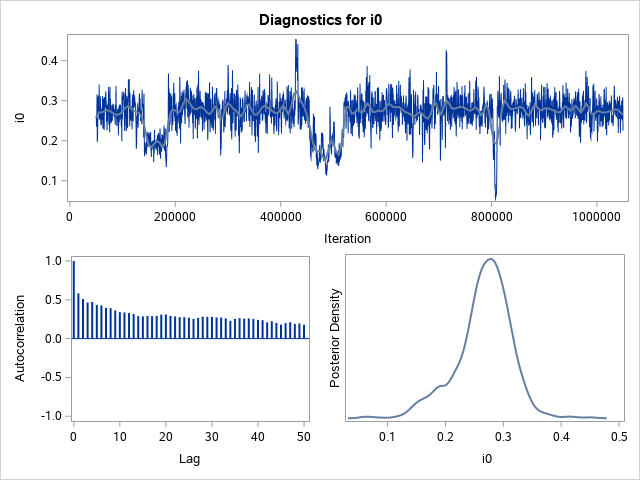 Diagnostics for i0
i0
0.4
0.3
0.2
0.1
0 200000 400000 600000 800000 1000000
Iteration
Autocorrelation
1.0
0.5
0.0
-0.5
-1.0
0 10 20 30 40 50
Lag
Posterior Density
0.1 0.2 0.3 0.4 0.5
i0